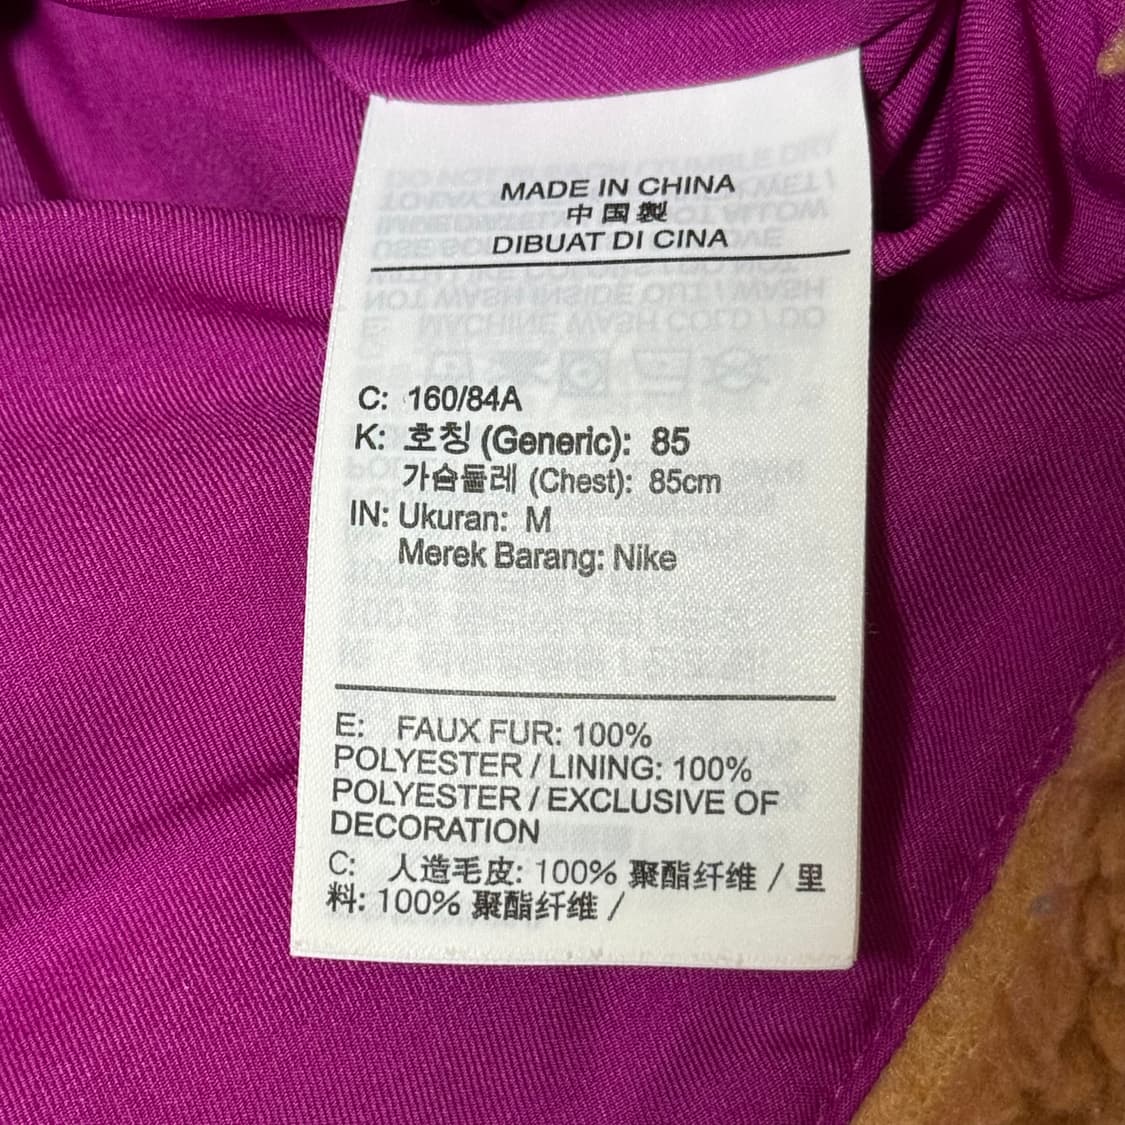 MADE IN CHINA
中国製
DIBUAT DI CINA
C: 160/84A
K: 호칭 (Generic): 85
가슴둘레 (Chest): 85cm
IN: Ukuran: M
Merek Barang: Nike
E: FAUX FUR: 100%
POLYESTER / LINING: 100%
POLYESTER / EXCLUSIVE OF
DECORATION
C: 人造毛皮: 100% 聚酯纤维 / 里
料: 100% 聚酯纤维 /